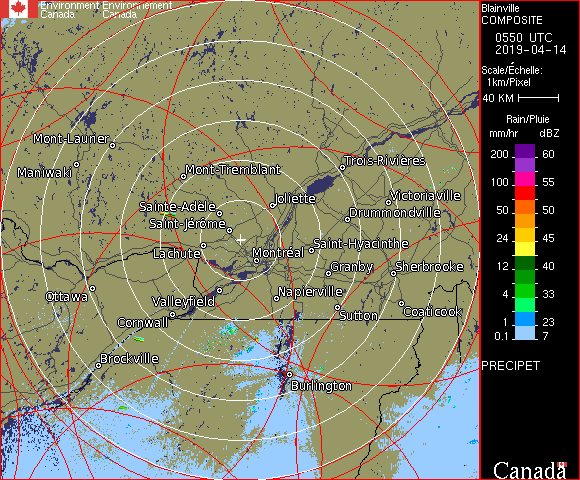 Environment Environnement
Canada Canada
Blainville
COMPOSITE
0550 UTC
2019-04-14
Scale/Échelle:
1km/Pixel
40 KM
Rain/Pluie
mm/hr dBZ
200 60
150 57
100 55
50 50
24 45
12 40
4 33
1 23
0.1 7
PRECIPET
Canada
Mont-Laurier
Maniwaki
Mont-Tremblant
Trois-Rivières
Joliette
Victoriaville
Sainte-Adèle
Drummondville
Saint-Jérôme
Saint-Hyacinthe
Lachute
Montréal
Granby
Sherbrooke
Ottawa
Napierville
Valleyfield
Coaticook
Sutton
Cornwall
Brockville
Burlington